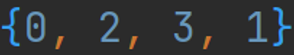 {0, 2, 3, 1}